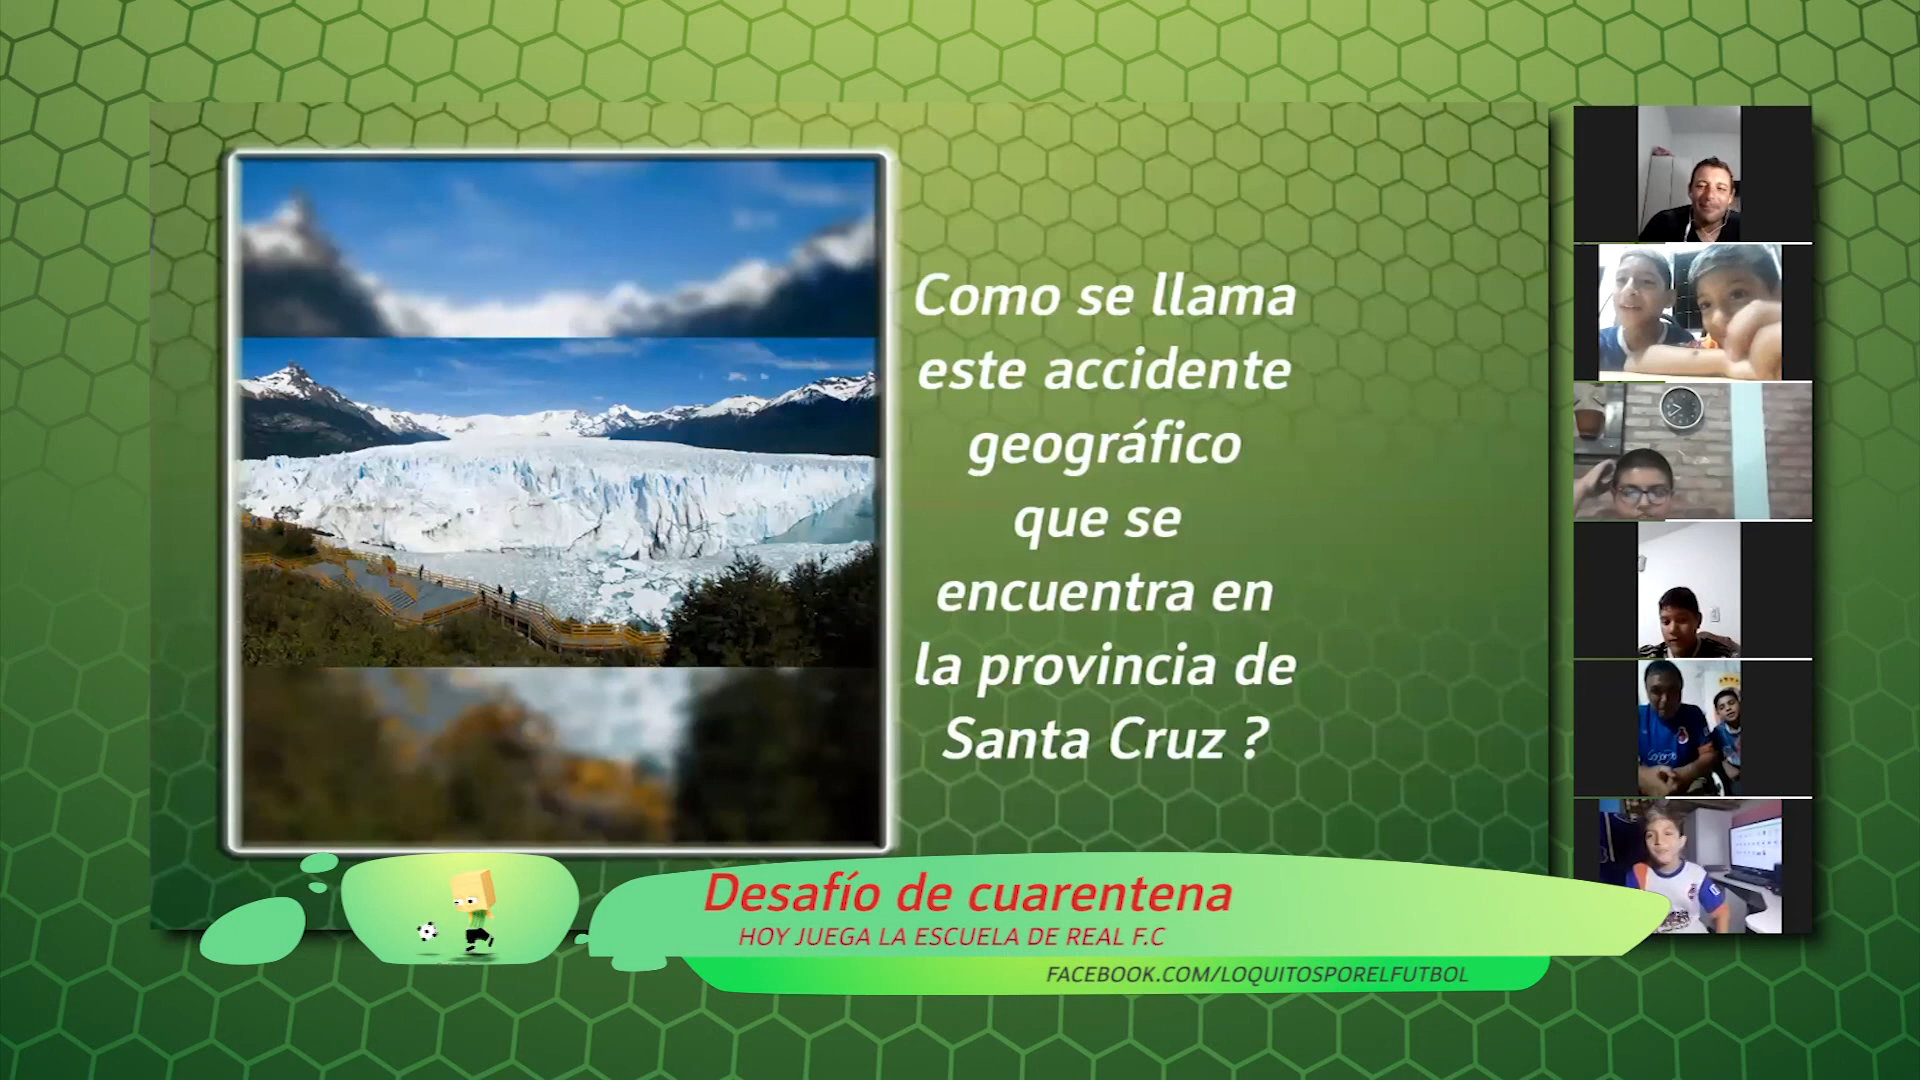 Como se llama
este accidente
geográfico
que se
encuentra en
la provincia de
Santa Cruz ?
Desafío de cuarentena
HOY JUEGA LA ESCUELA DE REAL F.C
FACEBOOK.COM/LOQUITOSPORELFUTBOL